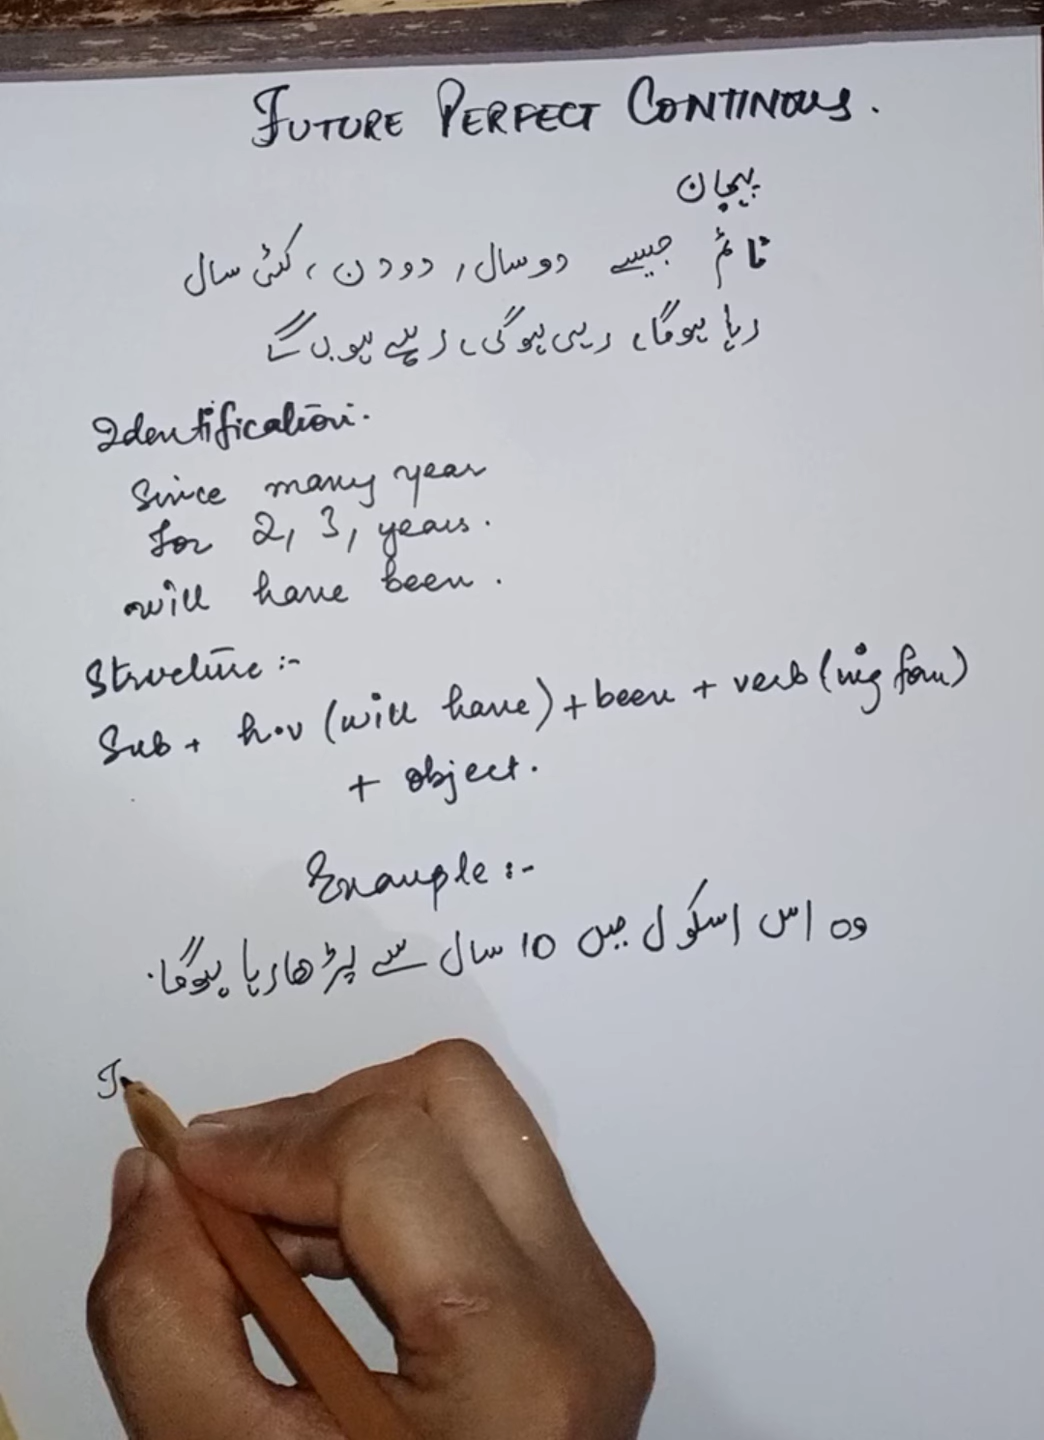 FUTURE PERFECT CONTINOUS.
پہچان
ٹائم جیسے دو سال، دو دن، کئی سال
رہا ہوگا، رہی ہوگی، رہے ہوں گے
Identification:
Since many year
for 2, 3, years.
will have been.
Structure :-
Sub + h.v (will have) + been + verb (ing form)
+ object.
Example :-
وہ اس اسکول میں 10 سال سے پڑھا رہا ہوگا.